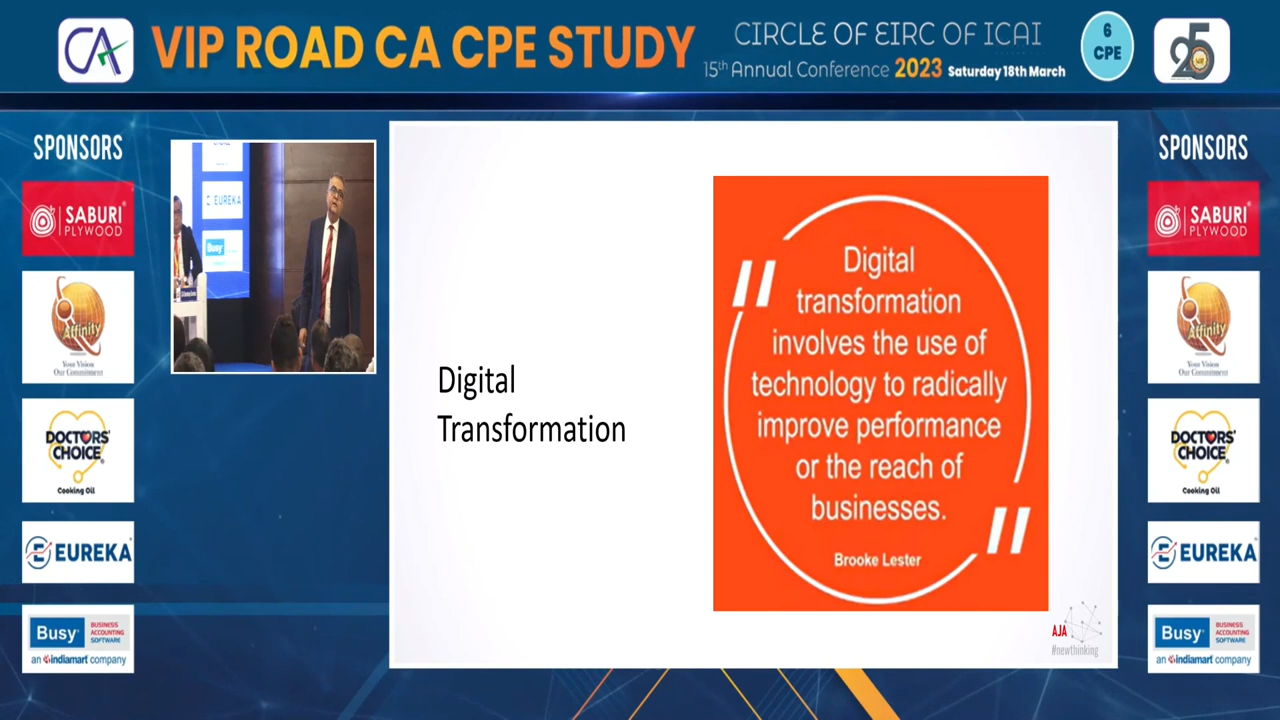 CA
VIP ROAD CA CPE STUDY
CIRCLE OF EIRC OF ICAI
15th Annual Conference 2023 Saturday 18th March
6
CPE
25
SPONSORS
SABURI
PLYWOOD
Affinity
Your Vision
Our Commitment
DOCTORS'
CHOICE
Cooking Oil
EUREKA
Busy
BUSINESS
ACCOUNTING
SOFTWARE
an indiamart company
EUREKA
Busy
Digital
Transformation
Digital
transformation
involves the use of
technology to radically
improve performance
or the reach of
businesses.
Brooke Lester
AJA
#newthinking
SPONSORS
SABURI
PLYWOOD
Affinity
Your Vision
Our Commitment
DOCTORS'
CHOICE
Cooking Oil
EUREKA
Busy
BUSINESS
ACCOUNTING
SOFTWARE
an indiamart company